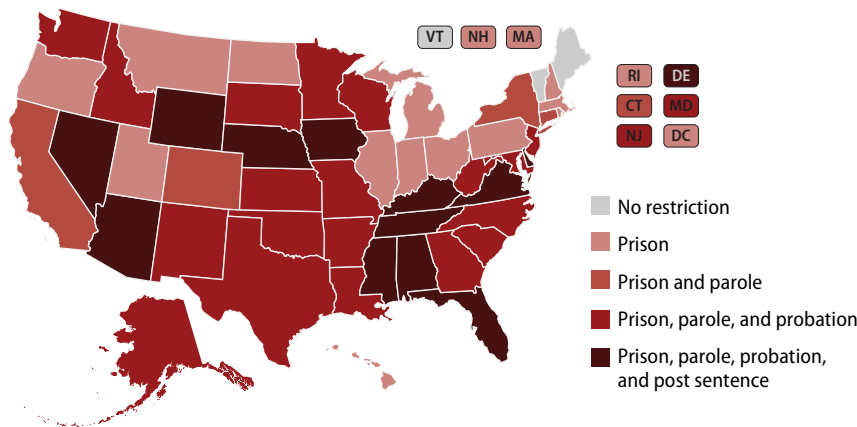 VT NH MA
RI DE
CT MD
NJ DC
No restriction
Prison
Prison and parole
Prison, parole, and probation
Prison, parole, probation,
and post sentence